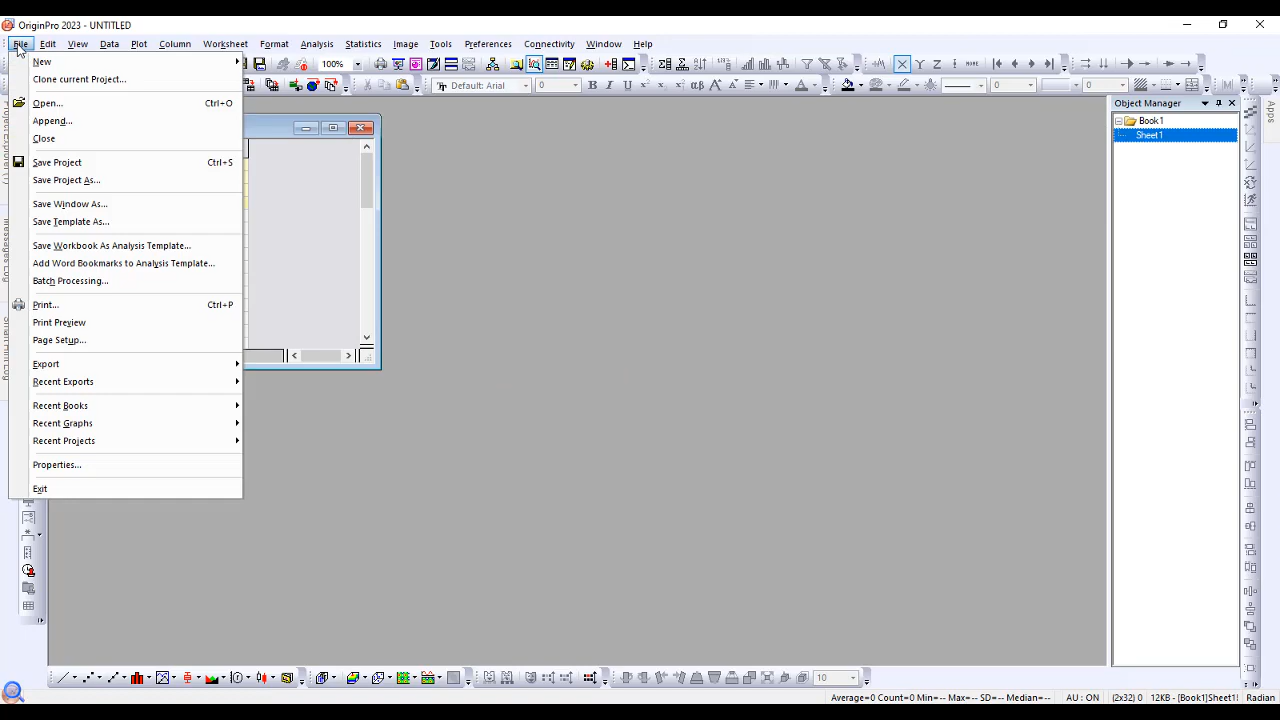 OriginPro 2023 - UNTITLED
File Edit View Data Plot Column Worksheet Format Analysis Statistics Image Tools Preferences Connectivity Window Help
New
100%
Clone current Project...
Default: Arial 0 B I U 0 0
Open... Ctrl+O
Append...
Close
Save Project Ctrl+S
Save Project As...
Save Window As...
Save Template As...
Save Workbook As Analysis Template...
Add Word Bookmarks to Analysis Template...
Batch Processing...
Print... Ctrl+P
Print Preview
Page Setup...
Export
Recent Exports
Recent Books
Recent Graphs
Recent Projects
Properties...
Exit
Object Manager
Book1
Sheet1
Apps
10
Average=0 Count=0 Min=-- Max=-- SD=-- Median=-- AU : ON (2x32) 0 12KB - [Book1]Sheet1! Radian